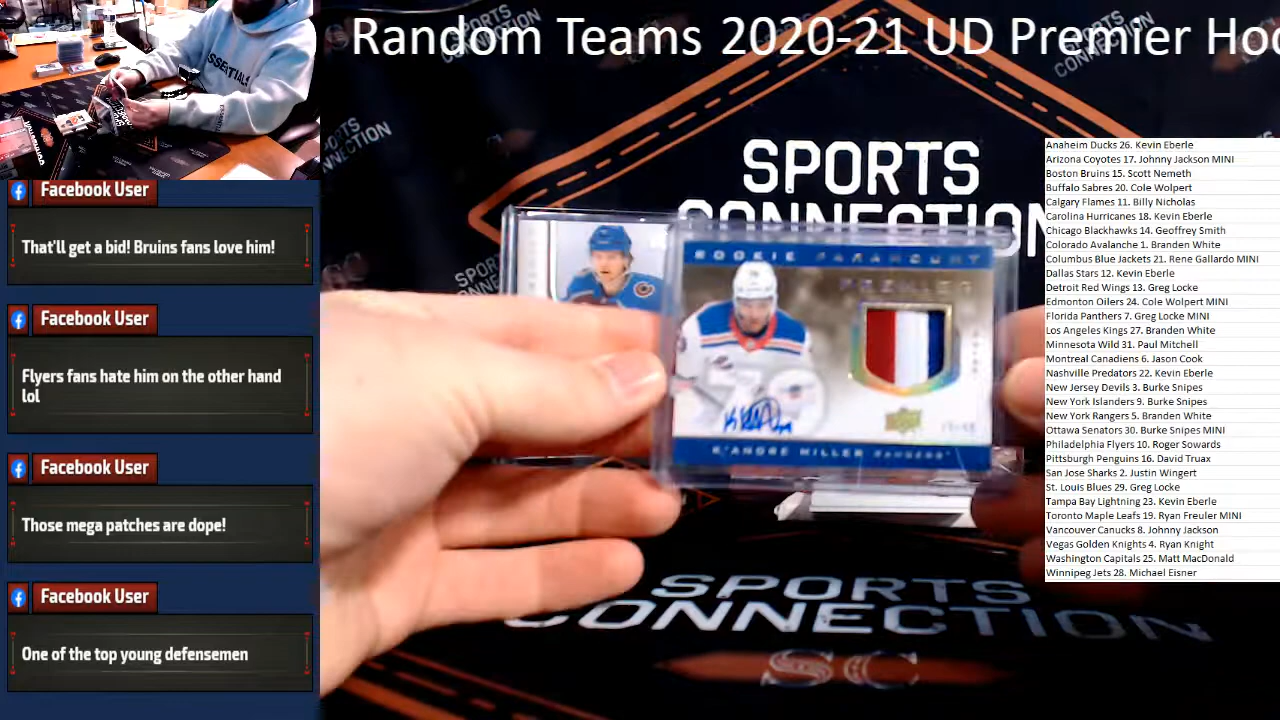 Random Teams 2020-21 UD Premier Hoc
ESSENTIALS
SPORTS
CONNECTION
SPORTS
CONNECTION
Facebook User
That'll get a bid! Bruins fans love him!
Facebook User
Flyers fans hate him on the other hand
lol
Facebook User
Those mega patches are dope!
Facebook User
One of the top young defensemen
ROOKIE PARAMOUNT
PREMIER
K'ANDRE MILLER RANGERS
SPORTS
CONNECTION
SC
Anaheim Ducks 26. Kevin Eberle
Arizona Coyotes 17. Johnny Jackson MINI
Boston Bruins 15. Scott Nemeth
Buffalo Sabres 20. Cole Wolpert
Calgary Flames 11. Billy Nicholas
Carolina Hurricanes 18. Kevin Eberle
Chicago Blackhawks 14. Geoffrey Smith
Colorado Avalanche 1. Branden White
Columbus Blue Jackets 21. Rene Gallardo MINI
Dallas Stars 12. Kevin Eberle
Detroit Red Wings 13. Greg Locke
Edmonton Oilers 24. Cole Wolpert MINI
Florida Panthers 7. Greg Locke MINI
Los Angeles Kings 27. Branden White
Minnesota Wild 31. Paul Mitchell
Montreal Canadiens 6. Jason Cook
Nashville Predators 22. Kevin Eberle
New Jersey Devils 3. Burke Snipes
New York Islanders 9. Burke Snipes
New York Rangers 5. Branden White
Ottawa Senators 30. Burke Snipes MINI
Philadelphia Flyers 10. Roger Sowards
Pittsburgh Penguins 16. David Truax
San Jose Sharks 2. Justin Wingert
St. Louis Blues 29. Greg Locke
Tampa Bay Lightning 23. Kevin Eberle
Toronto Maple Leafs 19. Ryan Freuler MINI
Vancouver Canucks 8. Johnny Jackson
Vegas Golden Knights 4. Ryan Knight
Washington Capitals 25. Matt MacDonald
Winnipeg Jets 28. Michael Eisner